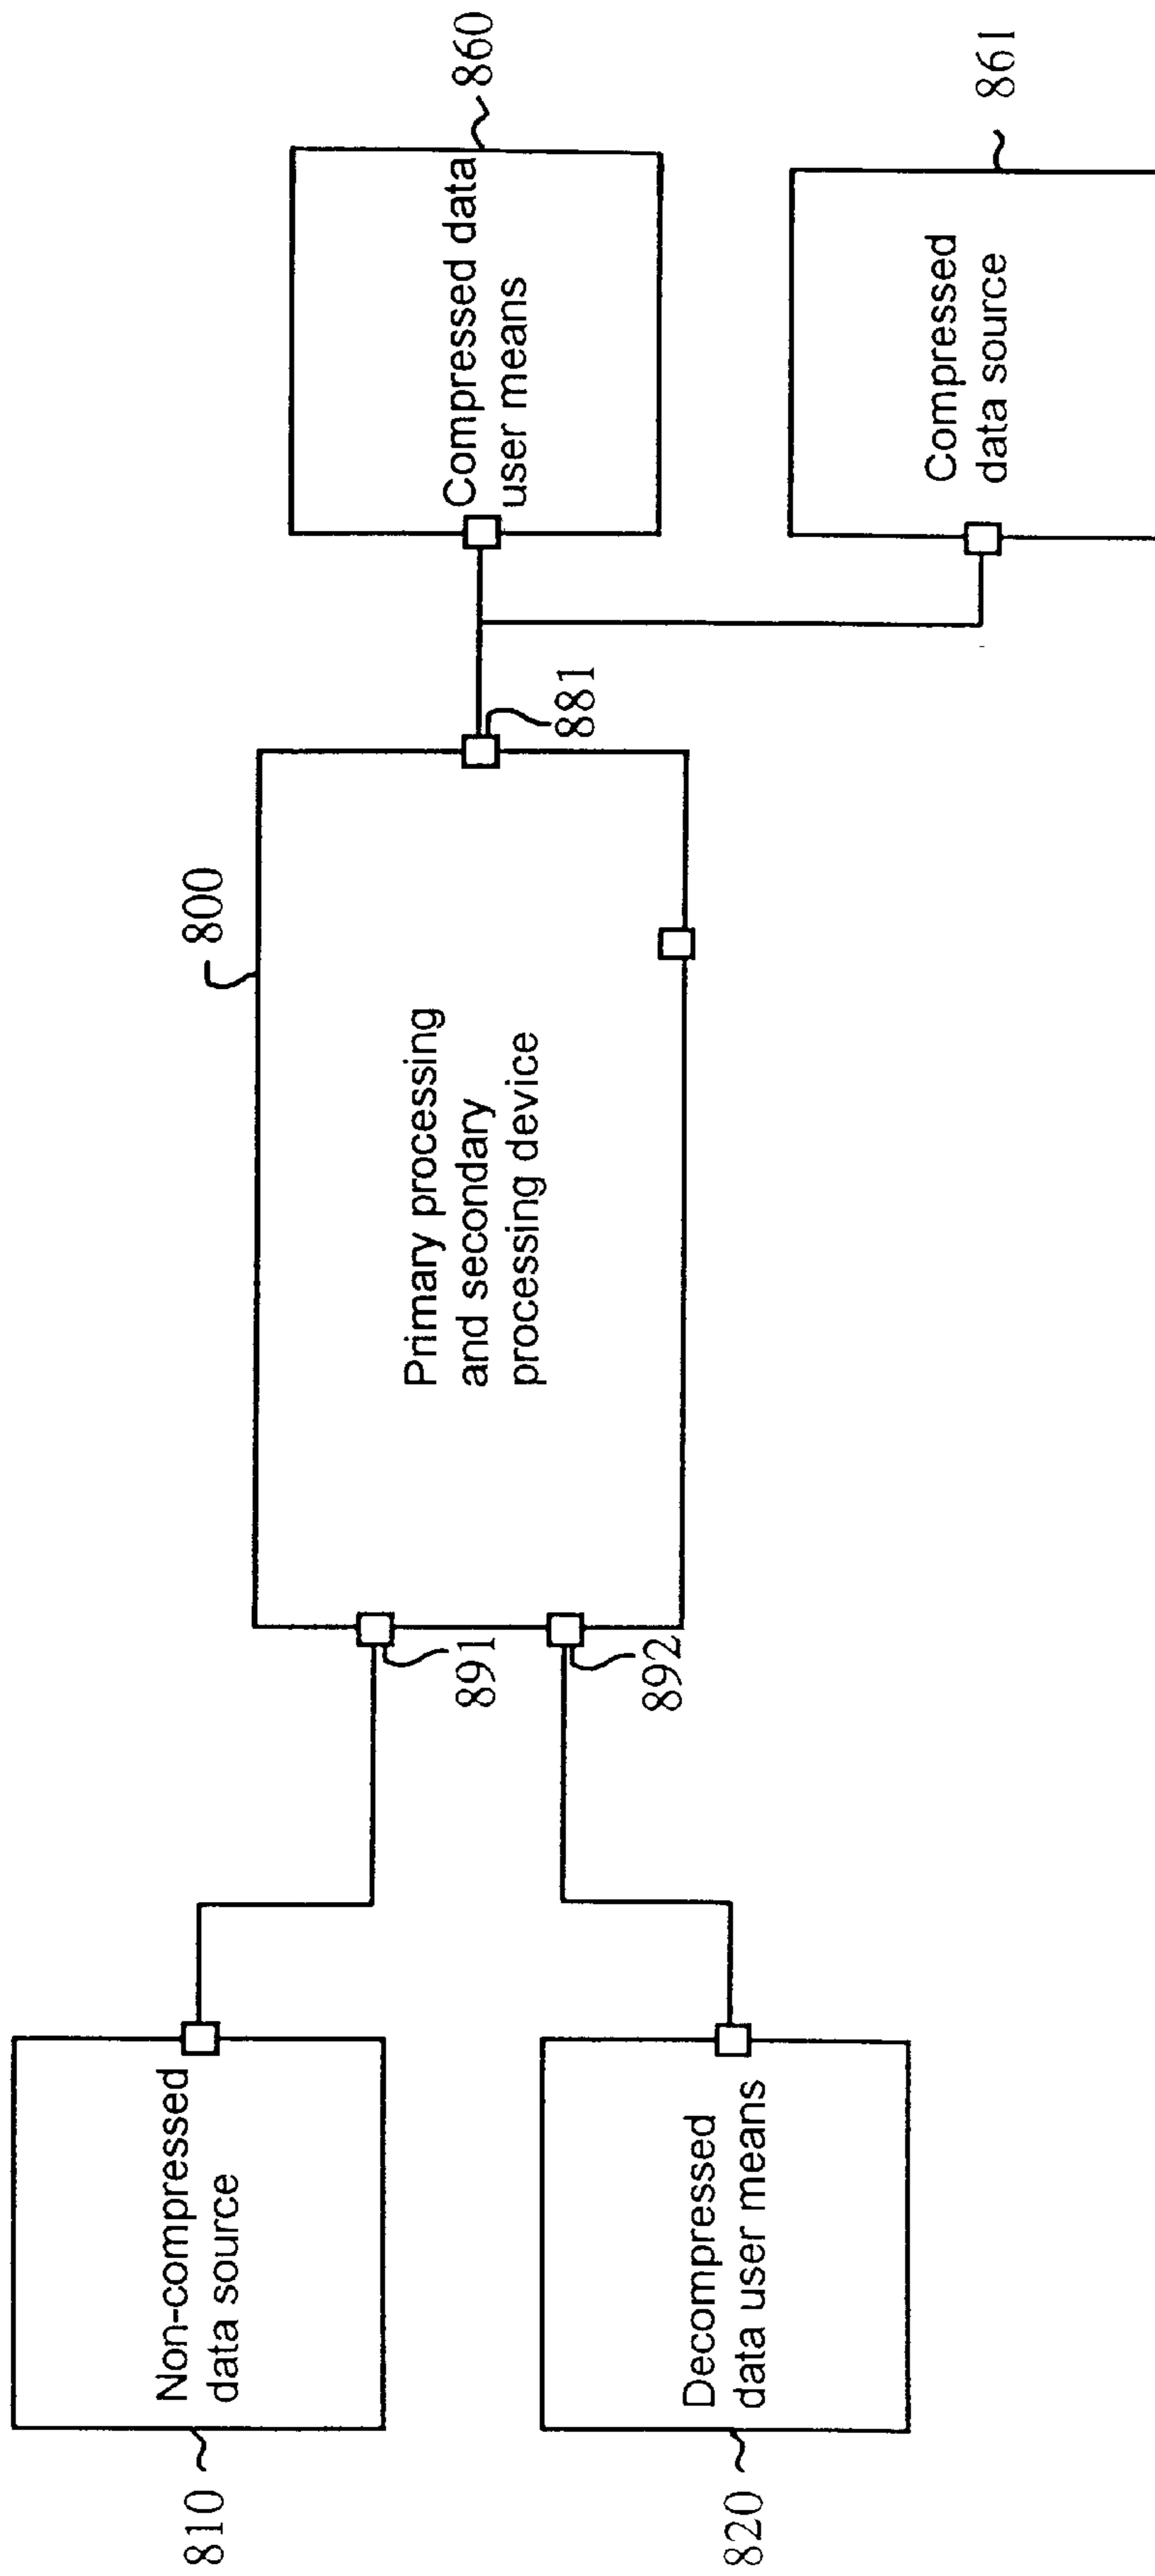 810
Non-compressed
data source
820
Decompressed
data user means
891
892
800
Primary processing
and secondary
processing device
881
Compressed data
user means
860
Compressed
data source
861